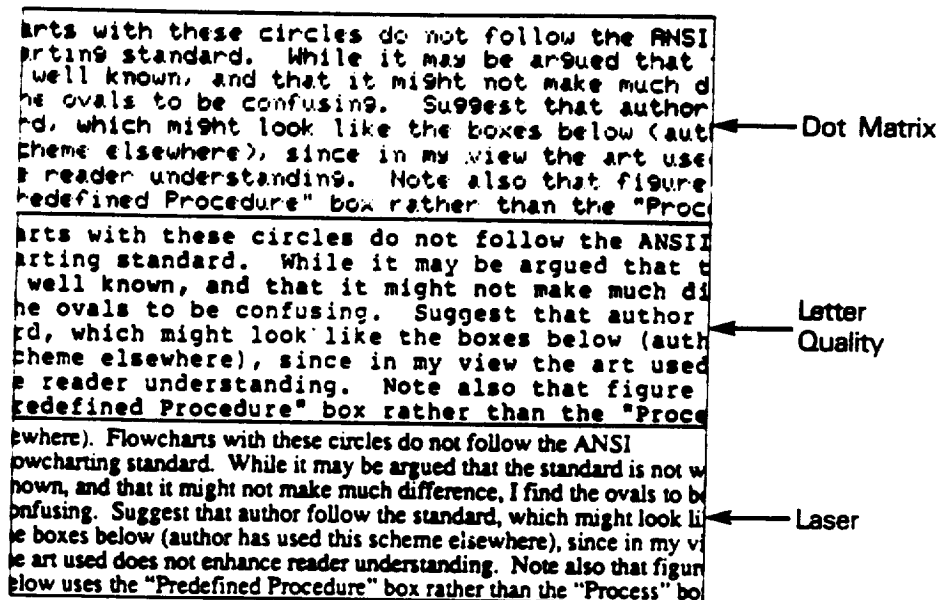 arts with these circles do not follow the ANSI
arting standard. While it may be argued that
well known, and that it might not make much d
he ovals to be confusing. Suggest that author
rd, which might look like the boxes below (aut
cheme elsewhere), since in my view the art use
e reader understanding. Note also that figure
redefined Procedure" box rather than the "Proc
Dot Matrix
arts with these circles do not follow the ANSII
arting standard. While it may be argued that t
well known, and that it might not make much di
he ovals to be confusing. Suggest that author
rd, which might look like the boxes below (auth
cheme elsewhere), since in my view the art used
e reader understanding. Note also that figure
redefined Procedure" box rather than the "Proce
Letter
Quality
ewhere). Flowcharts with these circles do not follow the ANSI
owcharting standard. While it may be argued that the standard is not w
nown, and that it might not make much difference, I find the ovals to be
onfusing. Suggest that author follow the standard, which might look li
e boxes below (author has used this scheme elsewhere), since in my vi
e art used does not enhance reader understanding. Note also that figur
elow uses the "Predefined Procedure" box rather than the "Process" bo
Laser